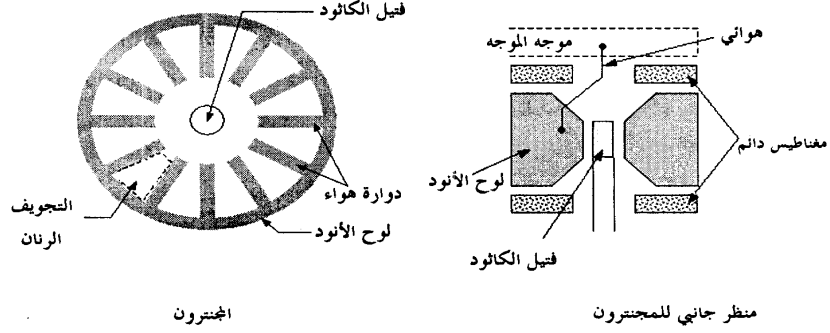 فتيل الكاثود
دوارة هواء
لوح الأنود
التجويف
الرنان
المجنترون
موجه الموجه
هوائي
مغناطيس دائم
لوح الأنود
فتيل الكاثود
منظر جانبي للمجنترون